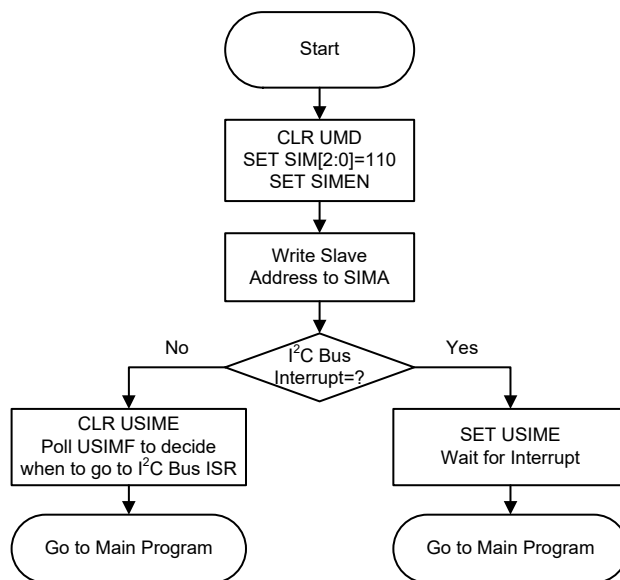 Start
CLR UMD
SET SIM[2:0]=110
SET SIMEN
Write Slave
Address to SIMA
No
I²C Bus
Interrupt=?
Yes
CLR USIME
Poll USIMF to decide
when to go to I²C Bus ISR
SET USIME
Wait for Interrupt
Go to Main Program
Go to Main Program